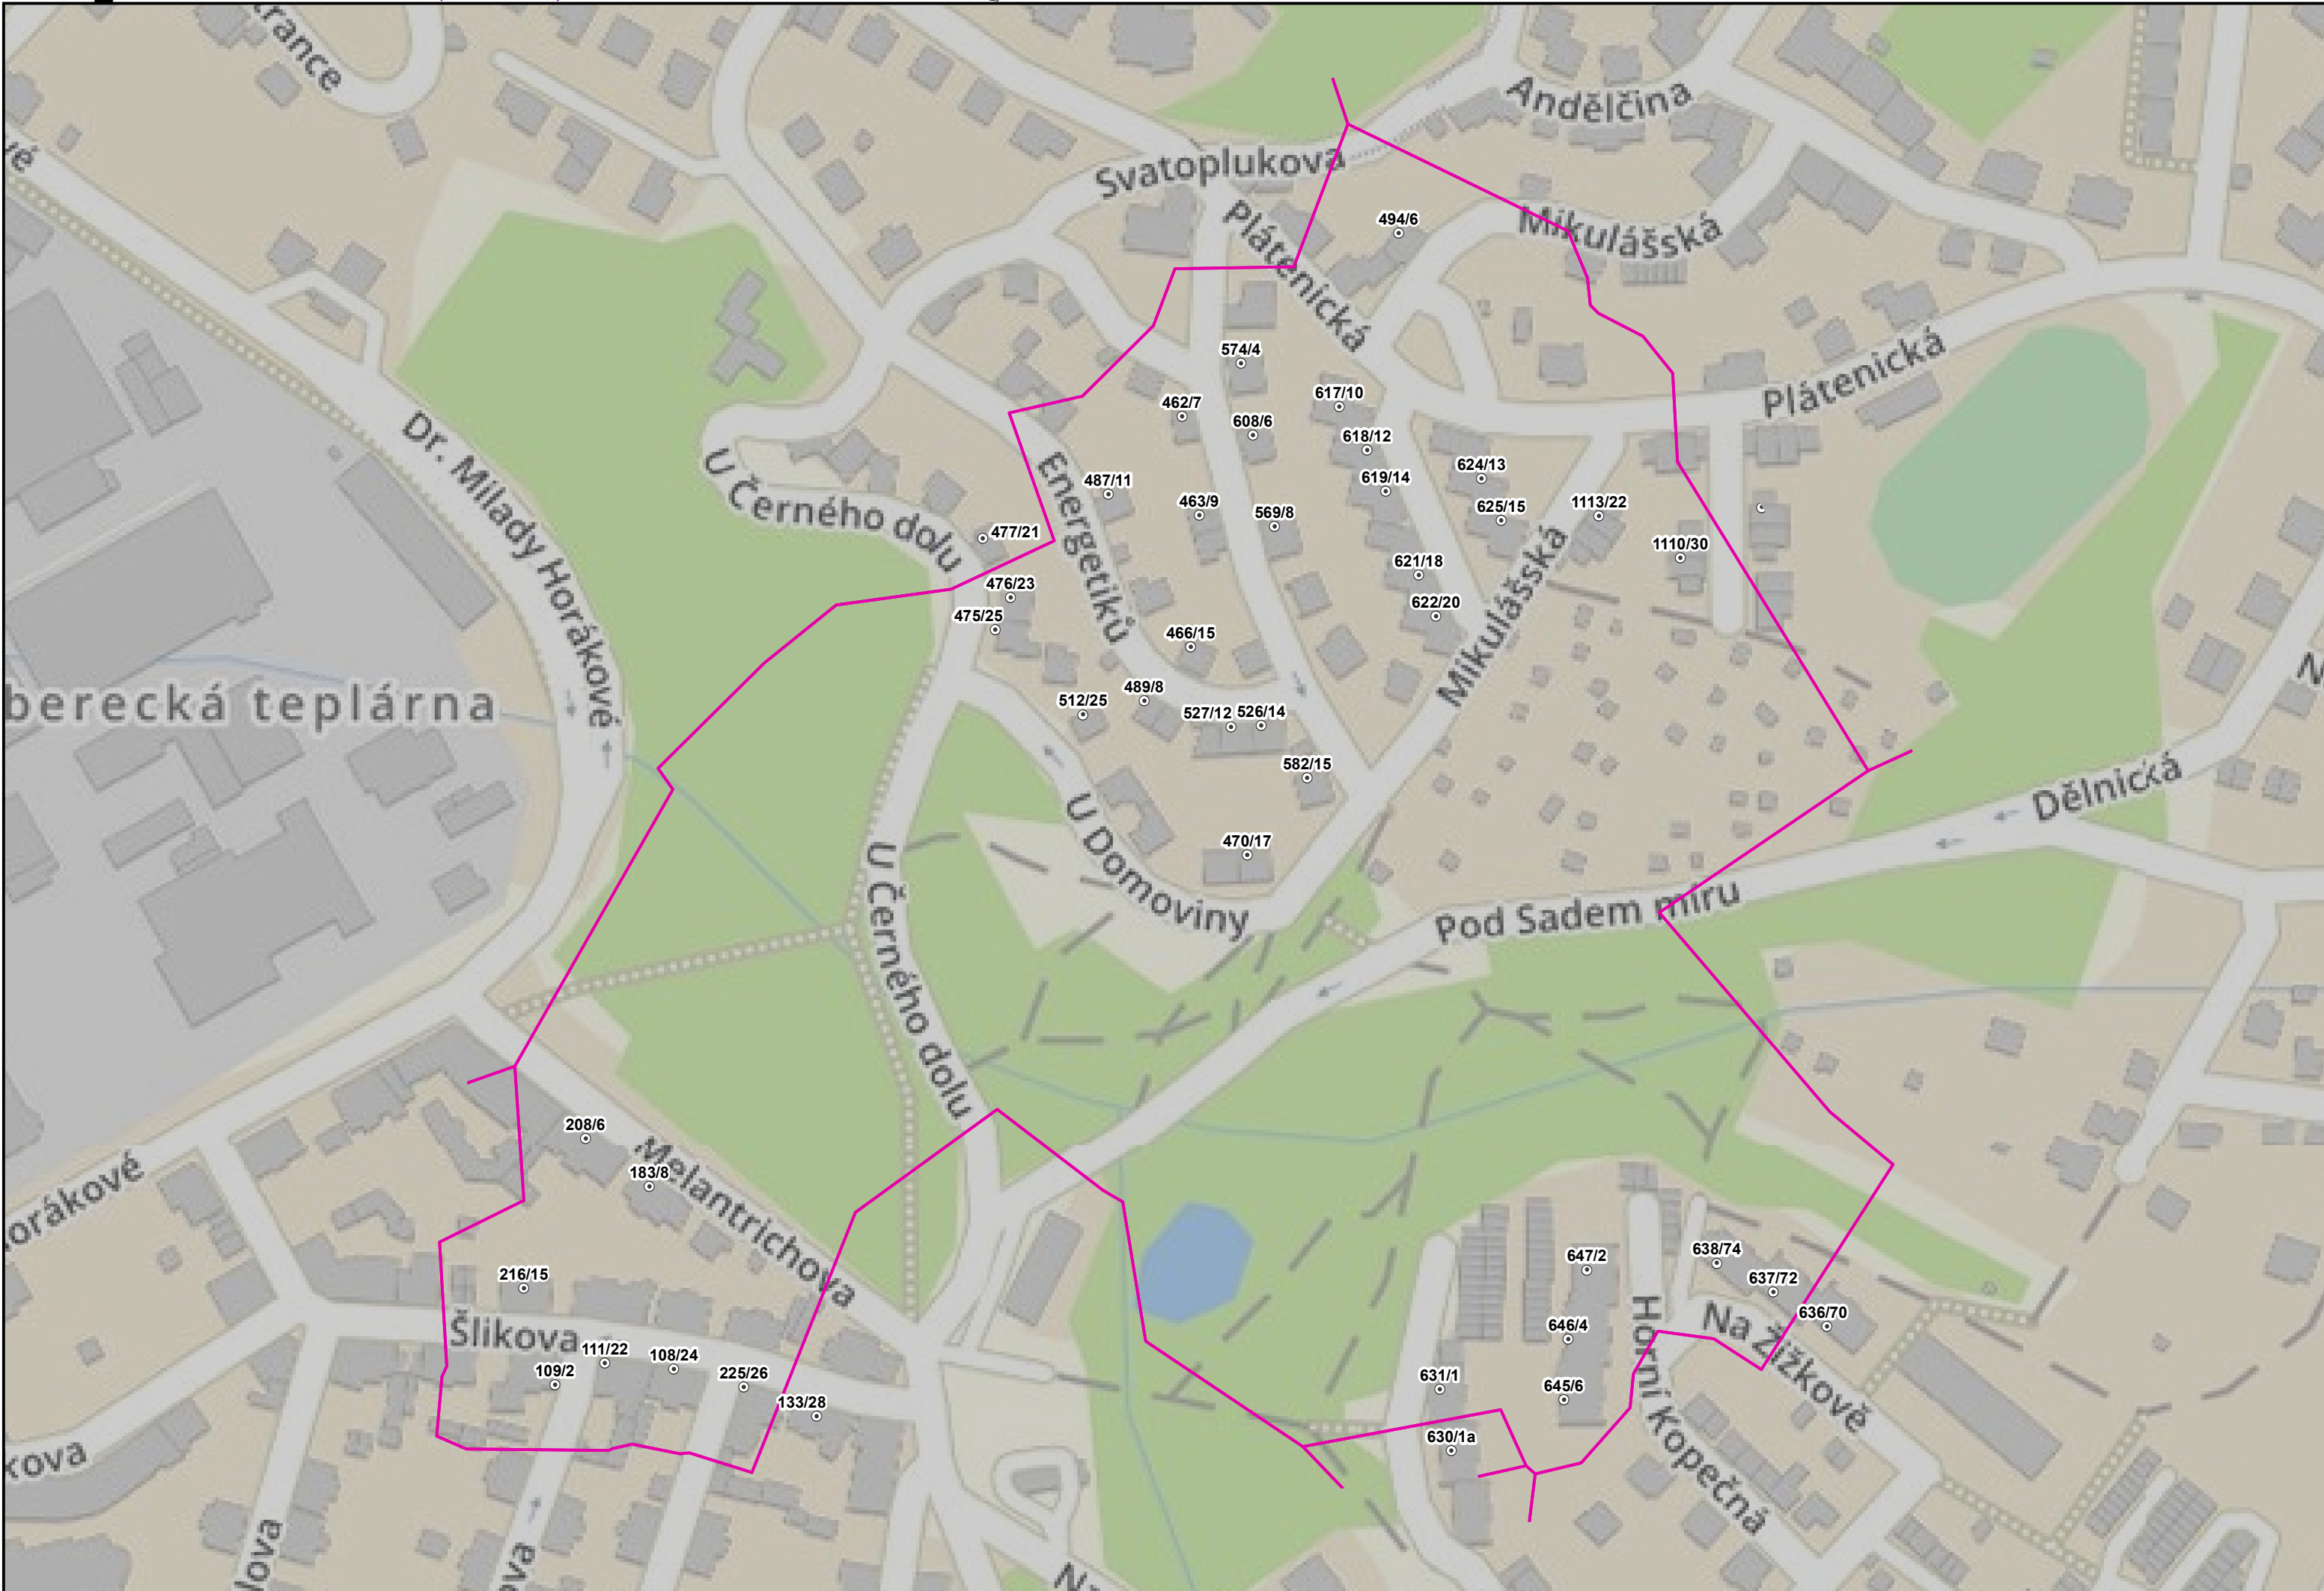 trance
Andělčina
vé
Svatoplukova
Plátenická
494/6
Mikulášská
574/4
Plátenická
617/10
462/7
608/6
Dr. Milady Horákové
618/12
U Černého dolu
Energetiků
624/13
619/14
487/11
463/9
625/15
1113/22
569/8
477/21
1110/30
621/18
476/23
622/20
475/25
Mikulášská
466/15
berecká teplárna
489/8
512/25
527/12
526/14
582/15
Dělnická
U Domoviny
470/17
U Černého dolu
Pod Sadem míru
208/6
Melantrichova
183/8
orákové
638/74
647/2
216/15
637/72
636/70
Šlikova
Na Žižkově
646/4
111/22
108/24
109/2
225/26
631/1
645/6
Horní Kopečná
133/28
630/1a
kova
lova
eva
Na